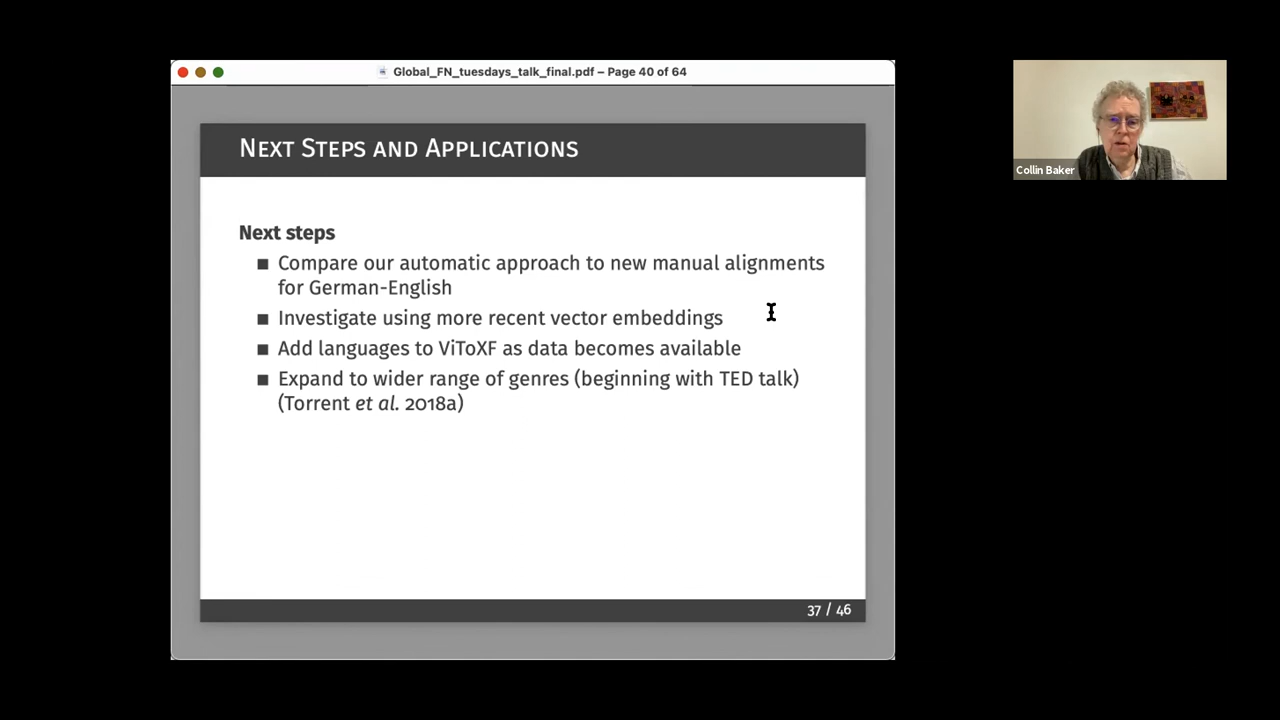 Global_FN_tuesdays_talk_final.pdf – Page 40 of 64
Next Steps and Applications
Next steps
■ Compare our automatic approach to new manual alignments
for German-English
■ Investigate using more recent vector embeddings
■ Add languages to ViToXF as data becomes available
■ Expand to wider range of genres (beginning with TED talk)
(Torrent et al. 2018a)
37 / 46
Collin Baker